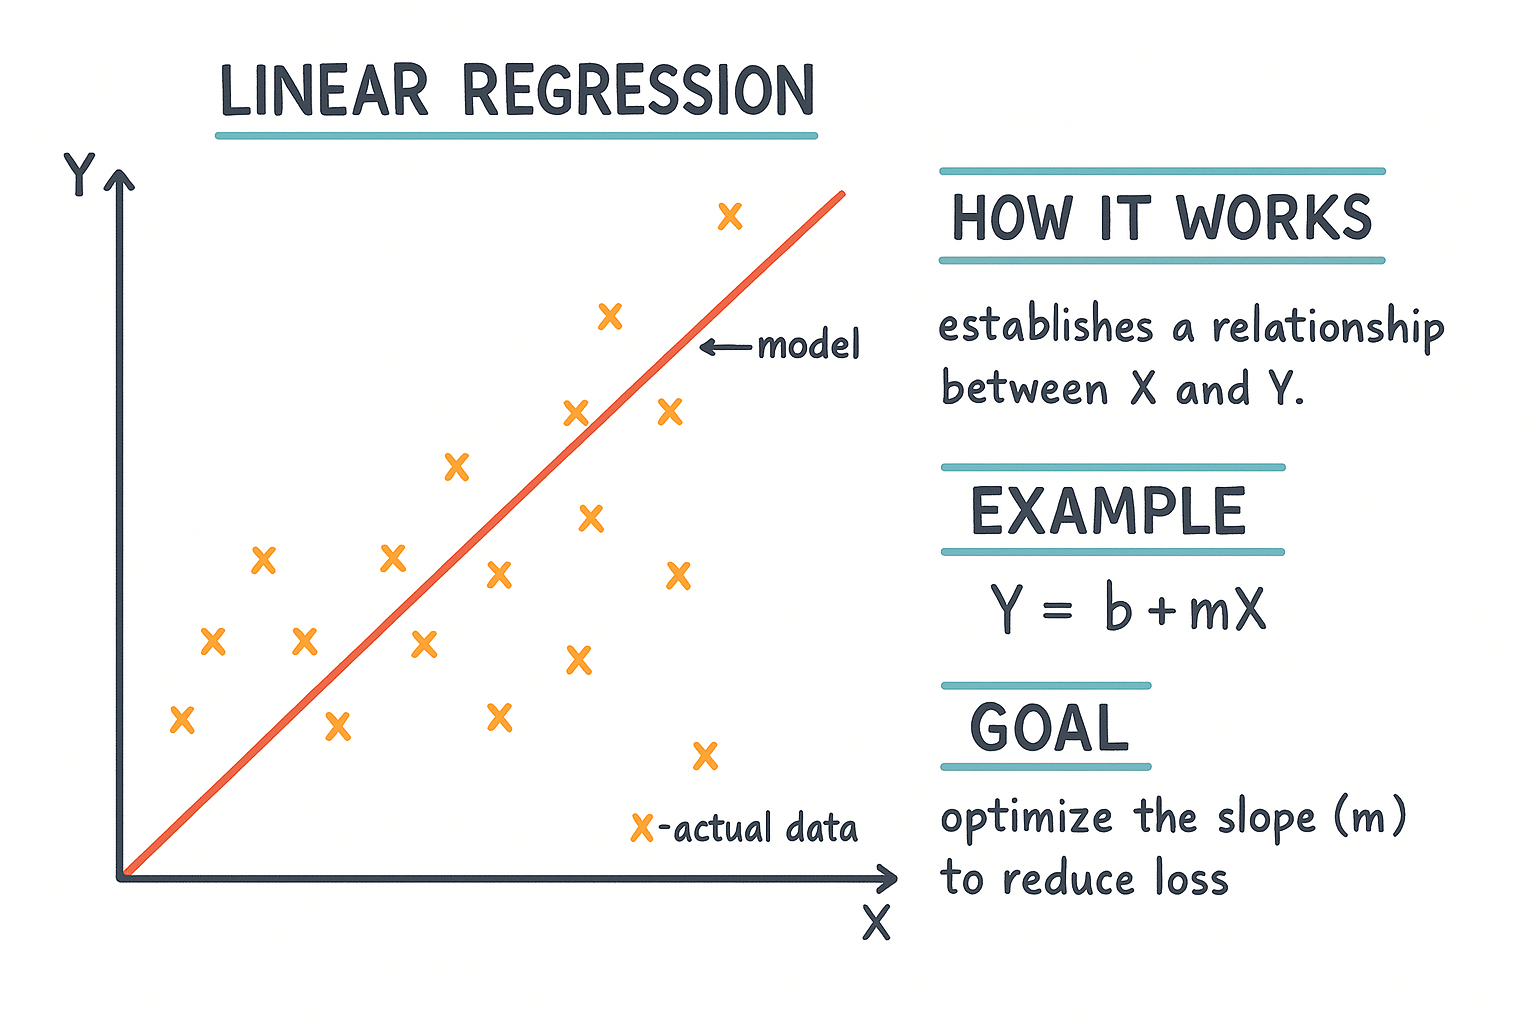 LINEAR REGRESSION
Y
model
x-actual data
X
HOW IT WORKS
establishes a relationship
between X and Y.
EXAMPLE
Y = b + mX
GOAL
optimize the slope (m)
to reduce loss